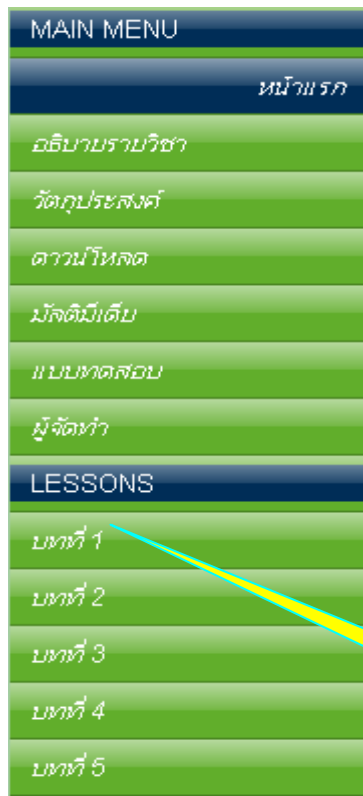 MAIN MENU
หน้าแรก
อธิบายรายวิชา
วัตถุประสงค์
ดาวน์โหลด
มัลติมีเดีย
แบบทดสอบ
ผู้จัดทำ
LESSONS
บทที่ 1
บทที่ 2
บทที่ 3
บทที่ 4
บทที่ 5